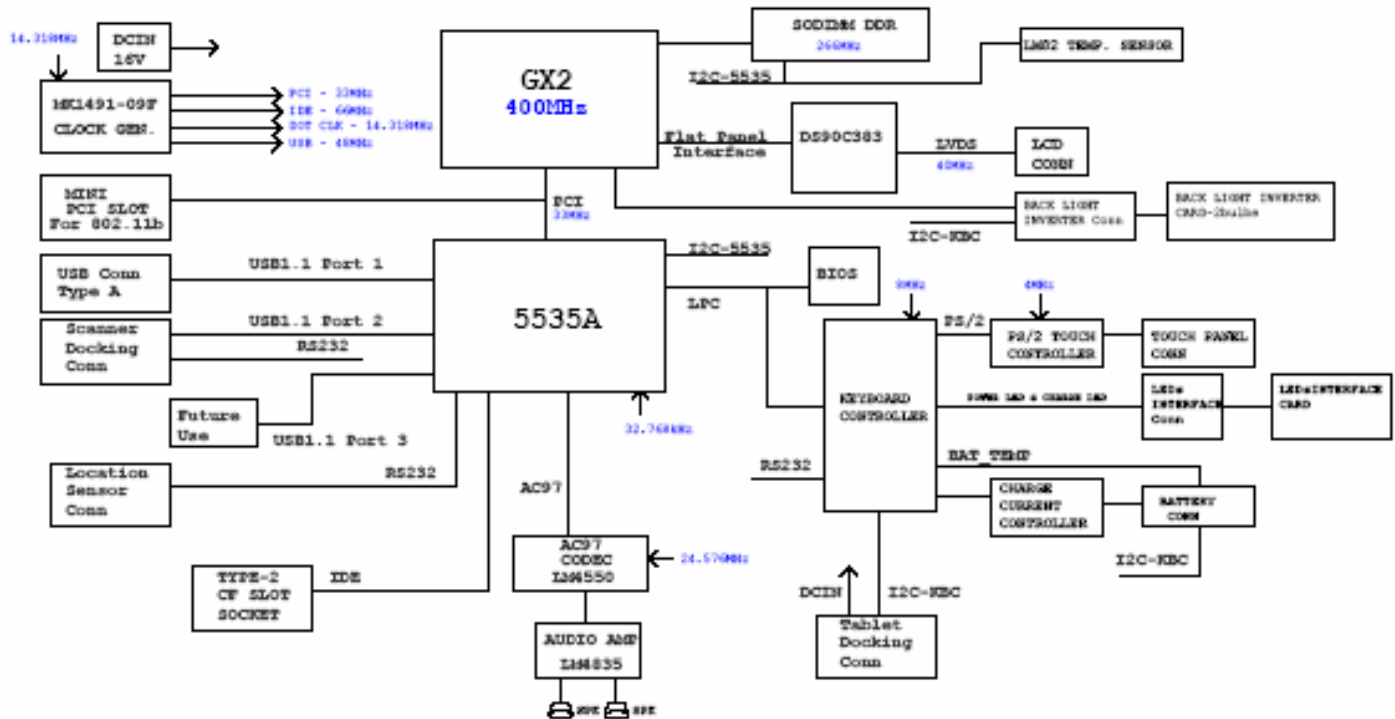 14.318MHz
DCIN
16V
MK1491-09F
CLOCK GEN.
PCI - 33MHz
IDE - 66MHz
DOT CLK - 14.318MHz
USB - 48MHz
GX2
400MHz
SODIMM DDR
266MHz
I2C-5535
LM82 TEMP. SENSOR
Flat Panel
Interface
DS90C383
LVDS
40MHz
LCD
CONN
MINI
PCI SLOT
For 802.11b
PCI
33MHz
BACK LIGHT
INVERTER Conn
BACK LIGHT INVERTER
CARD-2bulbs
I2C-KBC
USB Conn
Type A
USB1.1 Port 1
5535A
I2C-5535
LPC
BIOS
Scanner
Docking
Conn
USB1.1 Port 2
RS232
8MHz
4MHz
PS/2
PS/2 TOUCH
CONTROLLER
TOUCH PANEL
CONN
KEYBOARD
CONTROLLER
POWER LED & CHARGE LED
LEDs
INTERFACE
Conn
LEDsINTERFACE
CARD
Future
Use
USB1.1 Port 3
32.768kHz
Location
Sensor
Conn
RS232
AC97
RS232
BAT_TEMP
CHARGE
CURRENT
CONTROLLER
BATTERY
CONN
I2C-KBC
TYPE-2
CF SLOT
SOCKET
IDE
AC97
CODEC
LM4550
24.576MHz
DCIN
I2C-KBC
AUDIO AMP
LM4835
Tablet
Docking
Conn
SPK
SPK